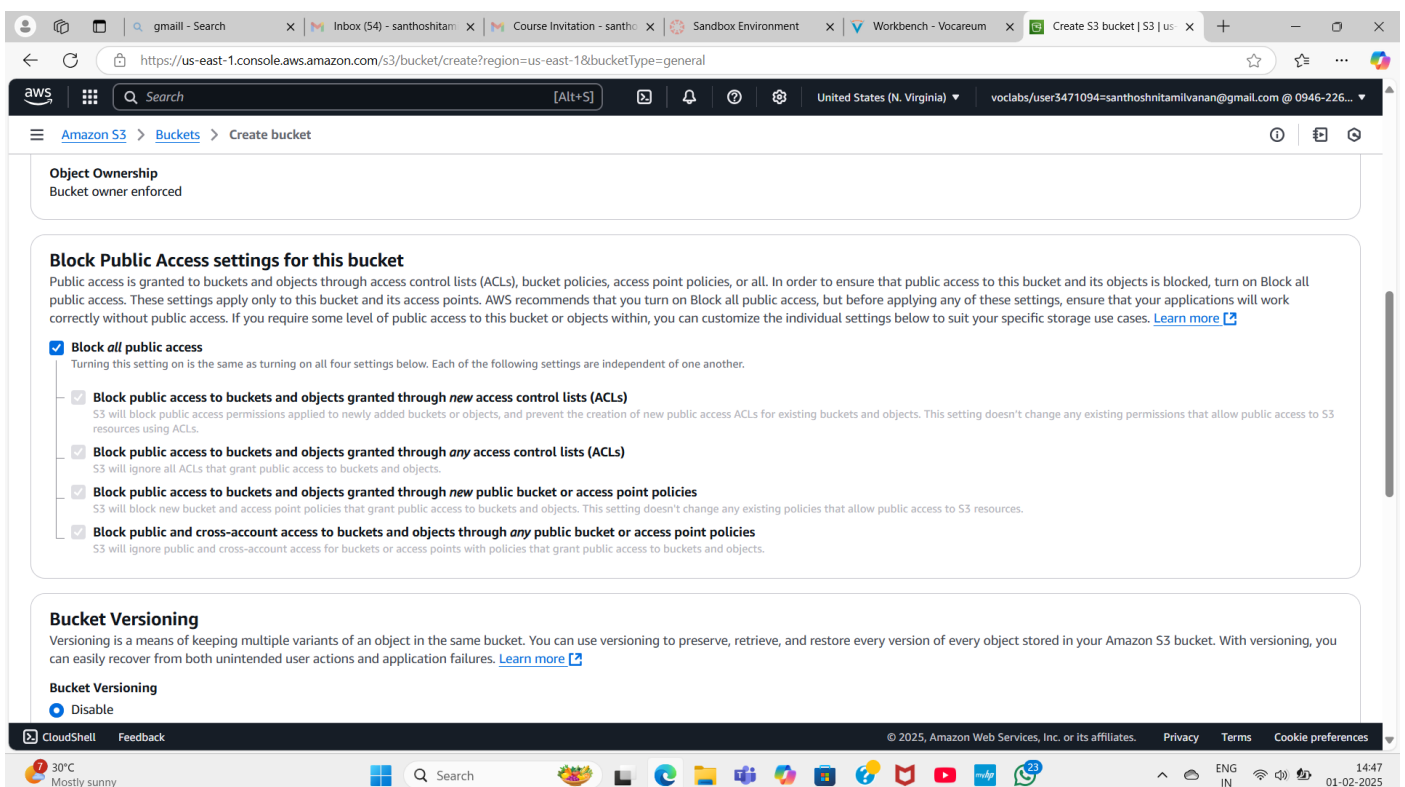 gmaill - Search
Inbox (54) - santhoshitam
Course Invitation - santho
Sandbox Environment
Workbench - Vocareum
Create S3 bucket | S3 | us-
https://us-east-1.console.aws.amazon.com/s3/bucket/create?region=us-east-1&bucketType=general
aws
Search
[Alt+S]
United States (N. Virginia)
voclabs/user3471094=santhoshnitamilvanan@gmail.com @ 0946-226...
Amazon S3 > Buckets > Create bucket
Object Ownership
Bucket owner enforced
Block Public Access settings for this bucket
Public access is granted to buckets and objects through access control lists (ACLs), bucket policies, access point policies, or all. In order to ensure that public access to this bucket and its objects is blocked, turn on Block all
public access. These settings apply only to this bucket and its access points. AWS recommends that you turn on Block all public access, but before applying any of these settings, ensure that your applications will work
correctly without public access. If you require some level of public access to this bucket or objects within, you can customize the individual settings below to suit your specific storage use cases. Learn more
Block all public access
Turning this setting on is the same as turning on all four settings below. Each of the following settings are independent of one another.
Block public access to buckets and objects granted through new access control lists (ACLs)
S3 will block public access permissions applied to newly added buckets or objects, and prevent the creation of new public access ACLs for existing buckets and objects. This setting doesn't change any existing permissions that allow public access to S3
resources using ACLs.
Block public access to buckets and objects granted through any access control lists (ACLs)
S3 will ignore all ACLs that grant public access to buckets and objects.
Block public access to buckets and objects granted through new public bucket or access point policies
S3 will block new bucket and access point policies that grant public access to buckets and objects. This setting doesn't change any existing policies that allow public access to S3 resources.
Block public and cross-account access to buckets and objects through any public bucket or access point policies
S3 will ignore public and cross-account access for buckets or access points with policies that grant public access to buckets and objects.
Bucket Versioning
Versioning is a means of keeping multiple variants of an object in the same bucket. You can use versioning to preserve, retrieve, and restore every version of every object stored in your Amazon S3 bucket. With versioning, you
can easily recover from both unintended user actions and application failures. Learn more
Bucket Versioning
Disable
CloudShell
Feedback
© 2025, Amazon Web Services, Inc. or its affiliates.
Privacy
Terms
Cookie preferences
7
30°C
Mostly sunny
Search
mvhp
23
ENG
IN
14:47
01-02-2025